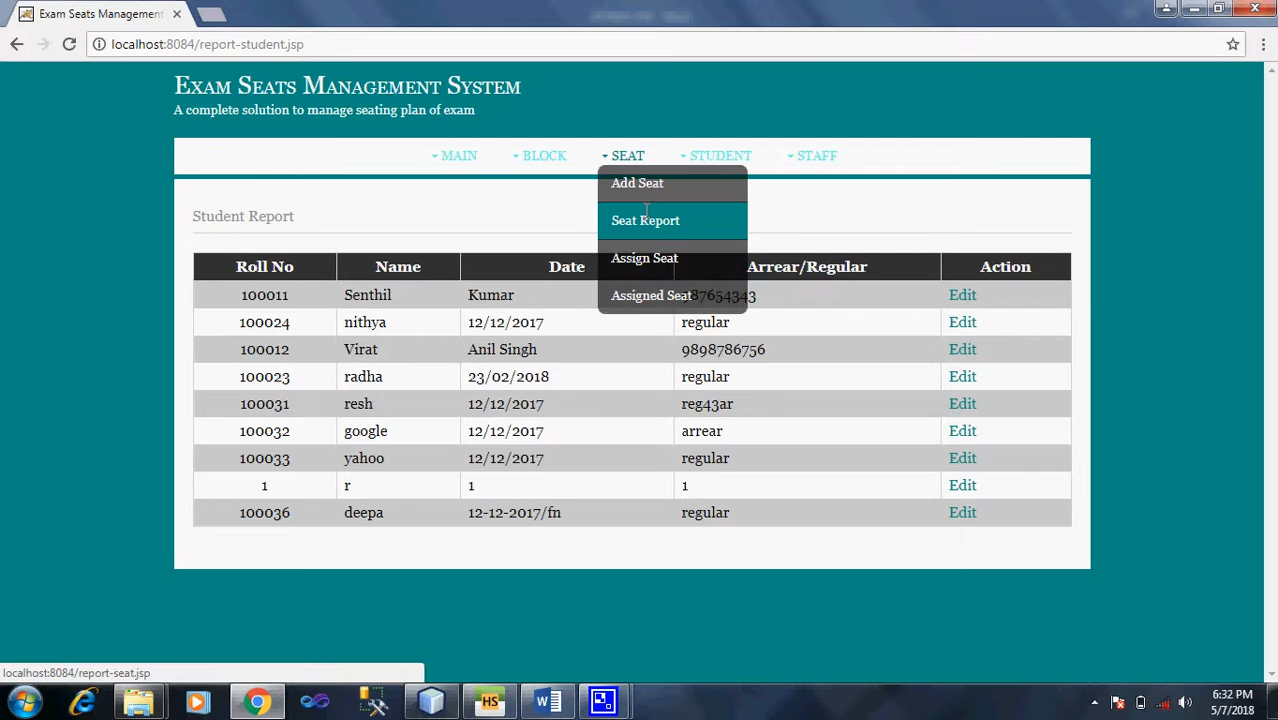 Exam Seats Management
localhost:8084/report-student.jsp
Exam Seats Management System
A complete solution to manage seating plan of exam
MAIN BLOCK SEAT STUDENT STAFF
Add Seat
Seat Report
Assign Seat
Assigned Seat
Student Report
Roll No Name Date Arrear/Regular Action
100011 Senthil Kumar 87654343 Edit
100024 nithya 12/12/2017 regular Edit
100012 Virat Anil Singh 9898786756 Edit
100023 radha 23/02/2018 regular Edit
100031 resh 12/12/2017 reg43ar Edit
100032 google 12/12/2017 arrear Edit
100033 yahoo 12/12/2017 regular Edit
1 r 1 1 Edit
100036 deepa 12-12-2017/fn regular Edit
localhost:8084/report-seat.jsp
HS
6:32 PM
5/7/2018